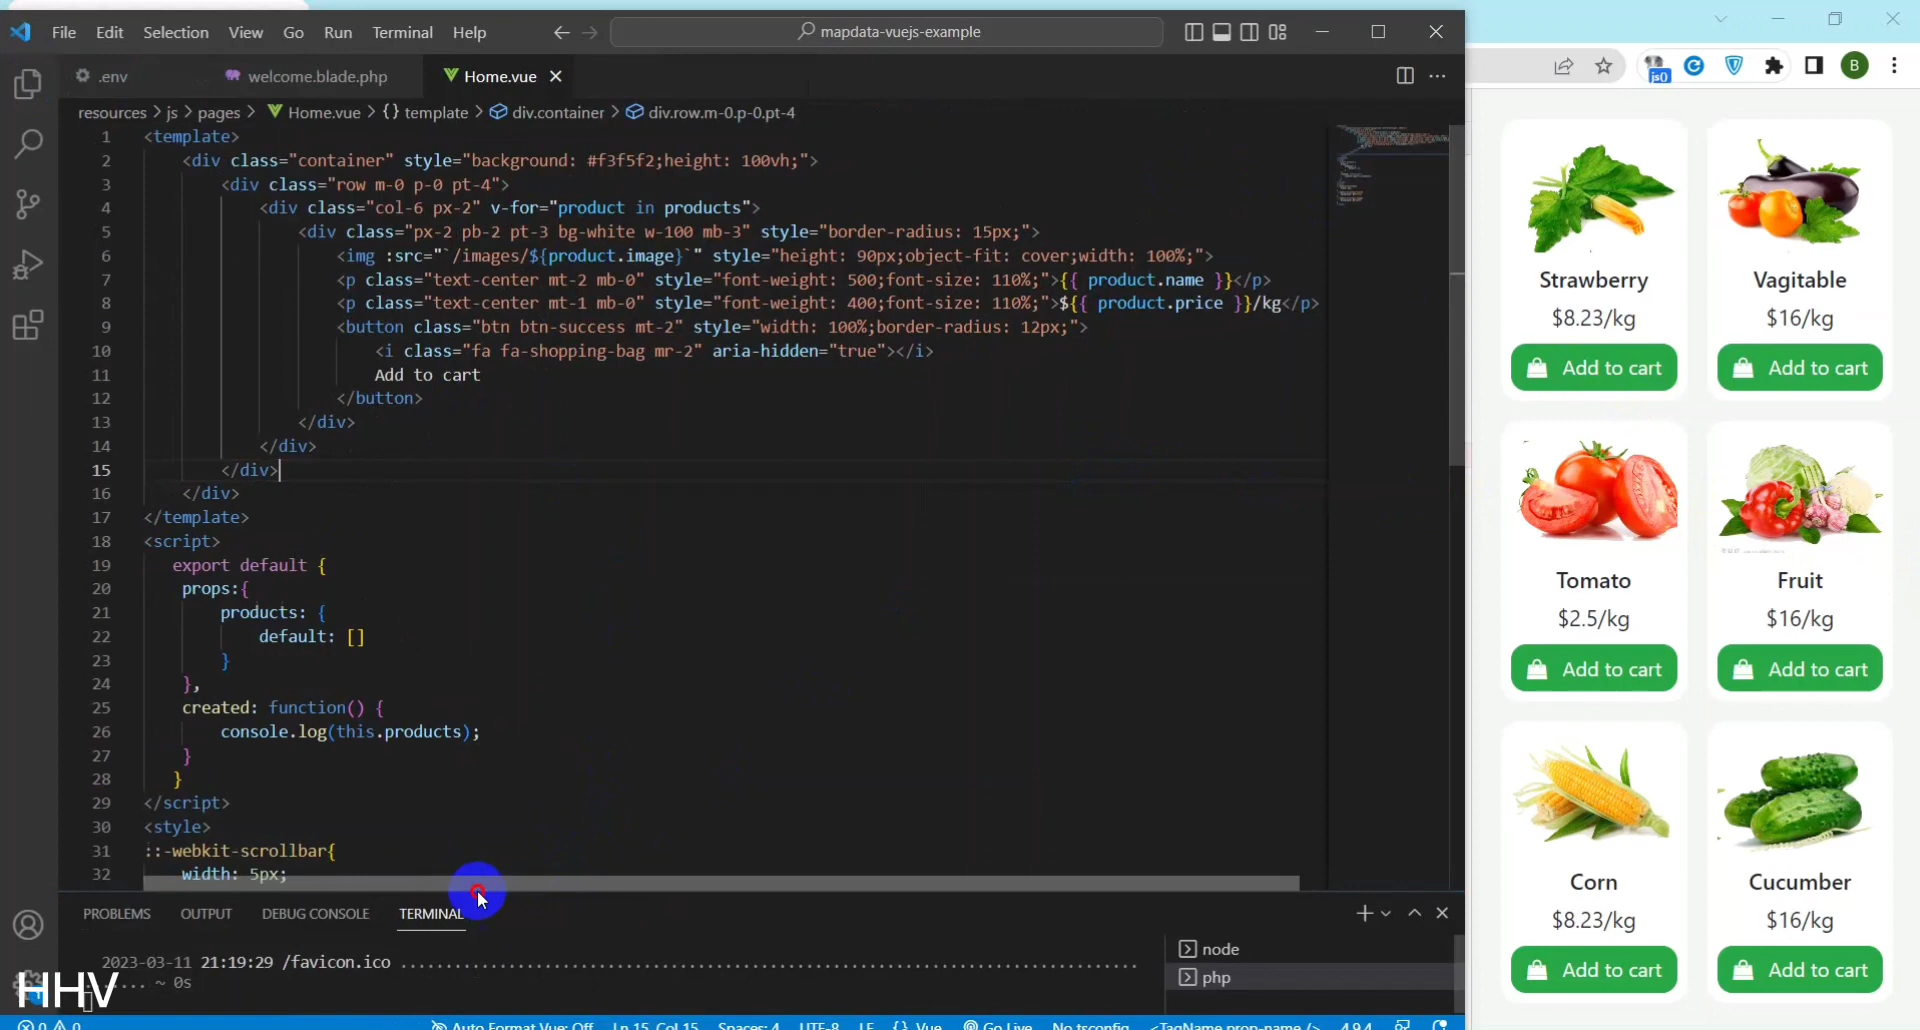 File Edit Selection View Go Run Terminal Help
mapdata-vuejs-example
js()
B
.env
welcome.blade.php
Home.vue
resources > js > pages > Home.vue > {} template > div.container > div.row.m-0.p-0.pt-4
1 <template>
2 <div class="container" style="background: #f3f5f2;height: 100vh;">
3 <div class="row m-0 p-0 pt-4">
4 <div class="col-6 px-2" v-for="product in products">
5 <div class="px-2 pb-2 pt-3 bg-white w-100 mb-3" style="border-radius: 15px;">
6 <img :src="`/images/${product.image}`" style="height: 90px;object-fit: cover;width: 100%;">
7 <p class="text-center mt-2 mb-0" style="font-weight: 500;font-size: 110%;">{{ product.name }}</p>
8 <p class="text-center mt-1 mb-0" style="font-weight: 400;font-size: 110%;">${{ product.price }}/kg</p>
9 <button class="btn btn-success mt-2" style="width: 100%;border-radius: 12px;">
10 <i class="fa fa-shopping-bag mr-2" aria-hidden="true"></i>
11 Add to cart
12 </button>
13 </div>
14 </div>
15 </div>
16 </div>
17 </template>
18 <script>
19 export default {
20 props:{
21 products: {
22 default: []
23 }
24 },
25 created: function() {
26 console.log(this.products);
27 }
28 }
29 </script>
30 <style>
31 ::-webkit-scrollbar{
32 width: 5px;
PROBLEMS OUTPUT DEBUG CONSOLE TERMINAL
2023-03-11 21:19:29 /favicon.ico ........................................
~ 0s
node
php
HHV
0 0
Auto Format Vue: Off Ln 15, Col 15 Spaces: 4 UTF-8 LF {} Vue Go Live No tsconfig <TagName prop-name /> 4.9.4
Strawberry
$8.23/kg
Add to cart
Vagitable
$16/kg
Add to cart
Tomato
$2.5/kg
Add to cart
Fruit
$16/kg
Add to cart
Corn
$8.23/kg
Add to cart
Cucumber
$16/kg
Add to cart